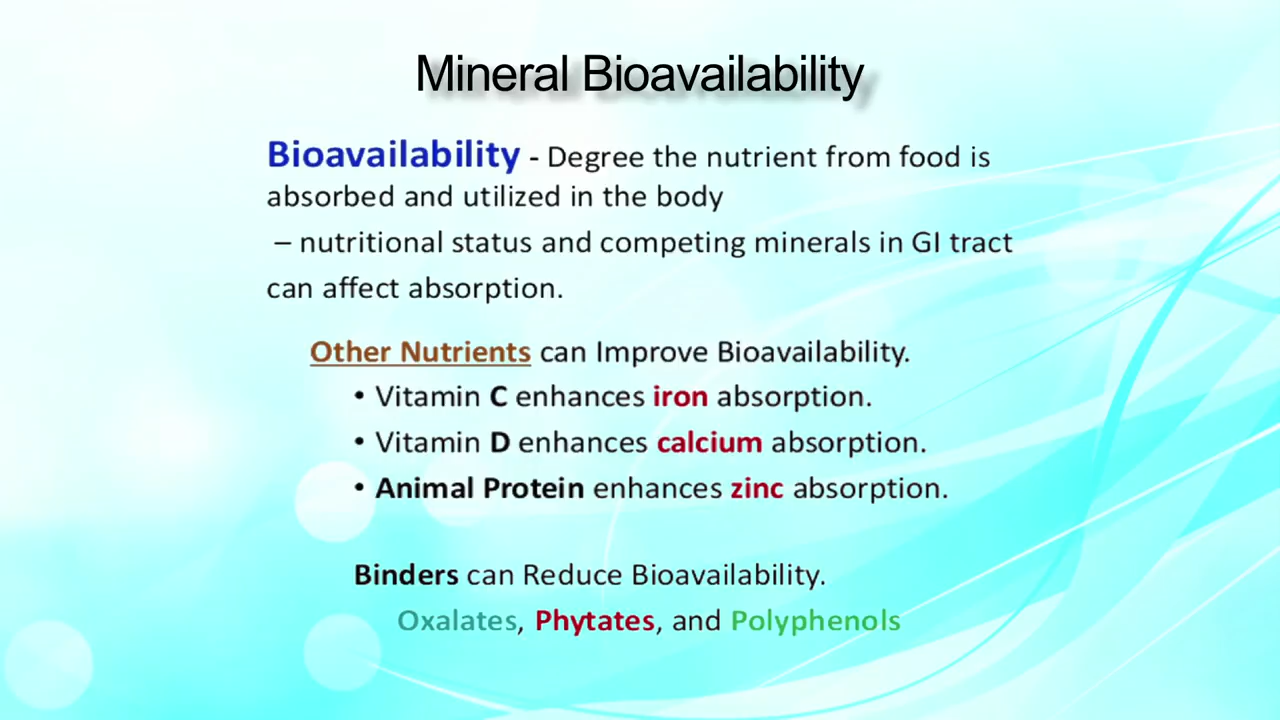 Mineral Bioavailability
Bioavailability - Degree the nutrient from food is
absorbed and utilized in the body
– nutritional status and competing minerals in GI tract
can affect absorption.
Other Nutrients can Improve Bioavailability.
• Vitamin C enhances iron absorption.
• Vitamin D enhances calcium absorption.
• Animal Protein enhances zinc absorption.
Binders can Reduce Bioavailability.
Oxalates, Phytates, and Polyphenols